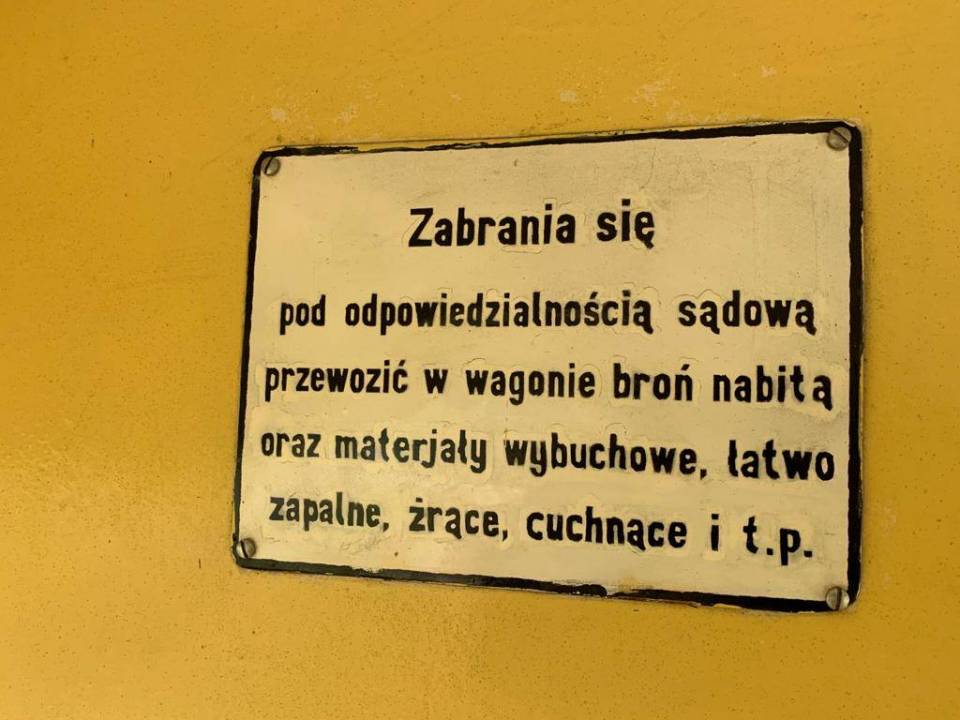 Zabrania się
pod odpowiedzialnością sądową
przewozić w wagonie broń nabitą
oraz materjały wybuchowe, łatwo
zapalne, żrące, cuchnące i t.p.